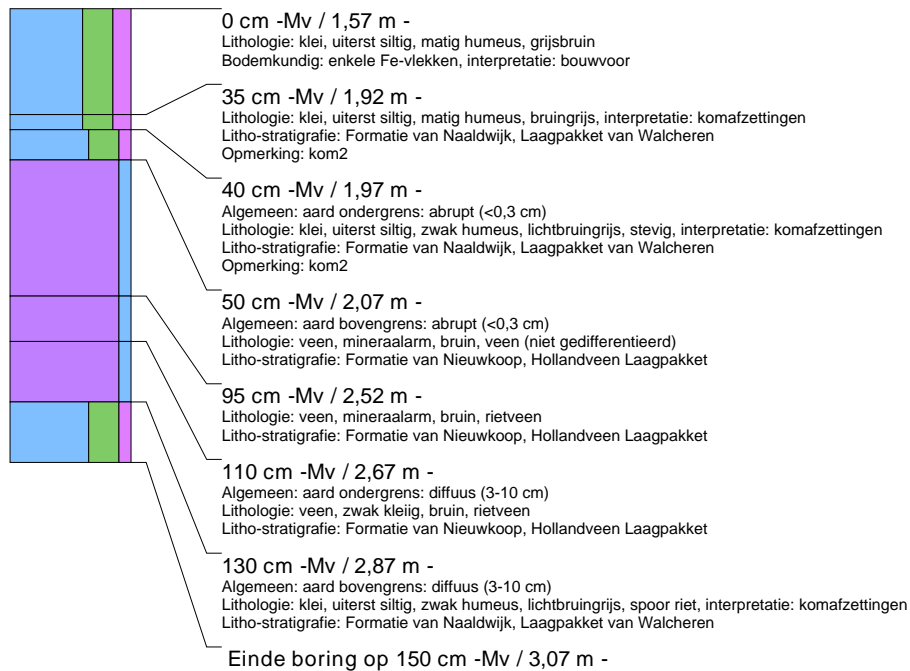 0 cm -Mv / 1,57 m -
Lithologie: klei, uiterst siltig, matig humeus, grijsbruin
Bodemkundig: enkele Fe-vlekken, interpretatie: bouwvoor
35 cm -Mv / 1,92 m -
Lithologie: klei, uiterst siltig, matig humeus, bruingrijs, interpretatie: komafzettingen
Litho-stratigrafie: Formatie van Naaldwijk, Laagpakket van Walcheren
Opmerking: kom2
40 cm -Mv / 1,97 m -
Algemeen: aard ondergrens: abrupt (<0,3 cm)
Lithologie: klei, uiterst siltig, zwak humeus, lichtbruingrijs, stevig, interpretatie: komafzettingen
Litho-stratigrafie: Formatie van Naaldwijk, Laagpakket van Walcheren
Opmerking: kom2
50 cm -Mv / 2,07 m -
Algemeen: aard bovengrens: abrupt (<0,3 cm)
Lithologie: veen, mineraalarm, bruin, veen (niet gedifferentieerd)
Litho-stratigrafie: Formatie van Nieuwkoop, Hollandveen Laagpakket
95 cm -Mv / 2,52 m -
Lithologie: veen, mineraalarm, bruin, rietveen
Litho-stratigrafie: Formatie van Nieuwkoop, Hollandveen Laagpakket
110 cm -Mv / 2,67 m -
Algemeen: aard ondergrens: diffuus (3-10 cm)
Lithologie: veen, zwak kleiig, bruin, rietveen
Litho-stratigrafie: Formatie van Nieuwkoop, Hollandveen Laagpakket
130 cm -Mv / 2,87 m -
Algemeen: aard bovengrens: diffuus (3-10 cm)
Lithologie: klei, uiterst siltig, zwak humeus, lichtbruingrijs, spoor riet, interpretatie: komafzettingen
Litho-stratigrafie: Formatie van Naaldwijk, Laagpakket van Walcheren
Einde boring op 150 cm -Mv / 3,07 m -